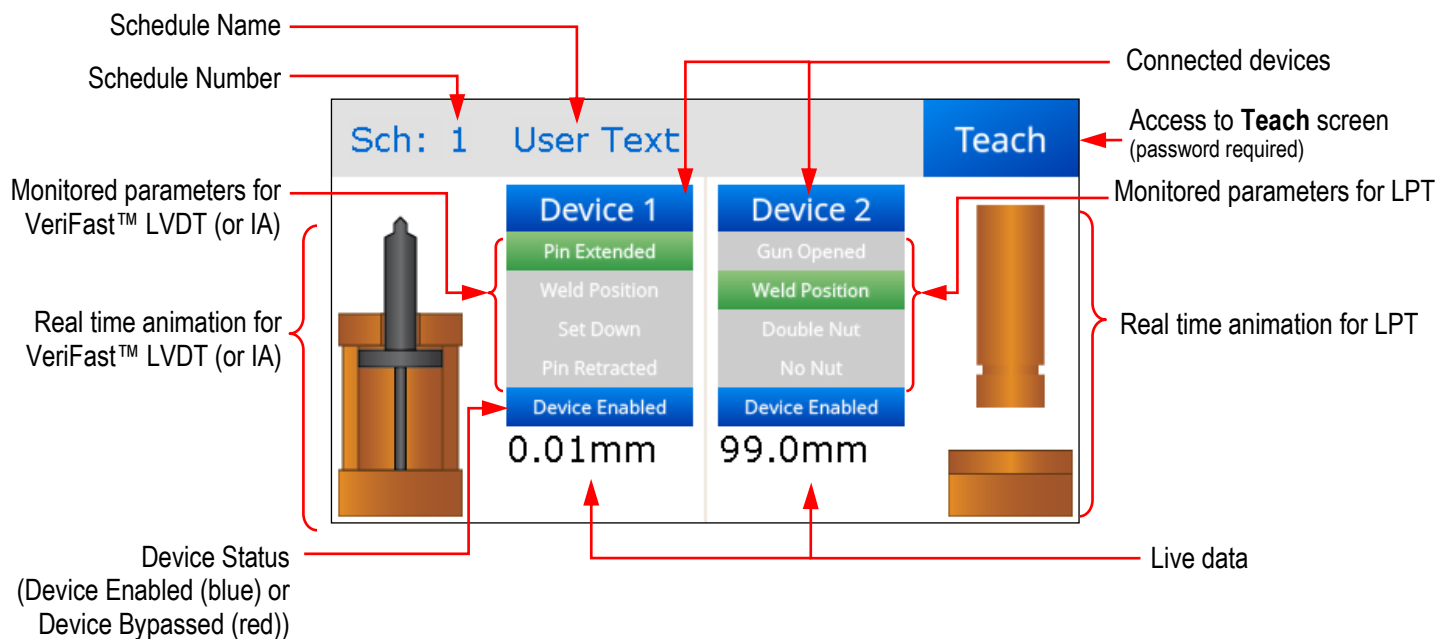 Schedule Name
Schedule Number
Connected devices
Sch: 1 User Text
Teach
Access to Teach screen
(password required)
Monitored parameters for
VeriFast™ LVDT (or IA)
Monitored parameters for LPT
Device 1
Pin Extended
Weld Position
Set Down
Pin Retracted
Device Enabled
0.01mm
Device 2
Gun Opened
Weld Position
Double Nut
No Nut
Device Enabled
99.0mm
Real time animation for
VeriFast™ LVDT (or IA)
Real time animation for LPT
Device Status
(Device Enabled (blue) or
Device Bypassed (red))
Live data